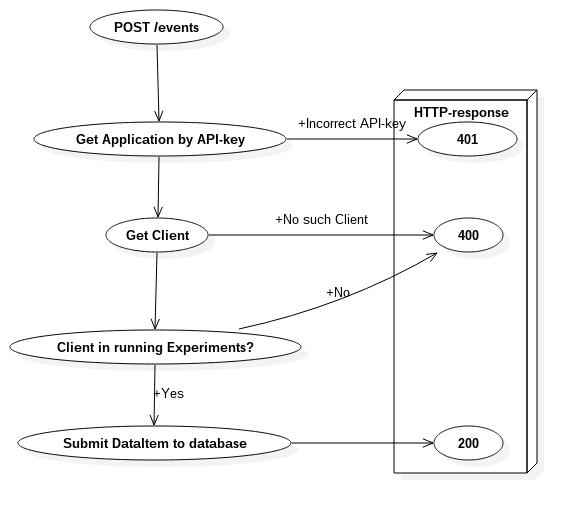 POST /events
+Incorrect API-key
HTTP-response
Get Application by API-key
401
+No such Client
Get Client
400
+No
Client in running Experiments?
+Yes
Submit DataItem to database
200